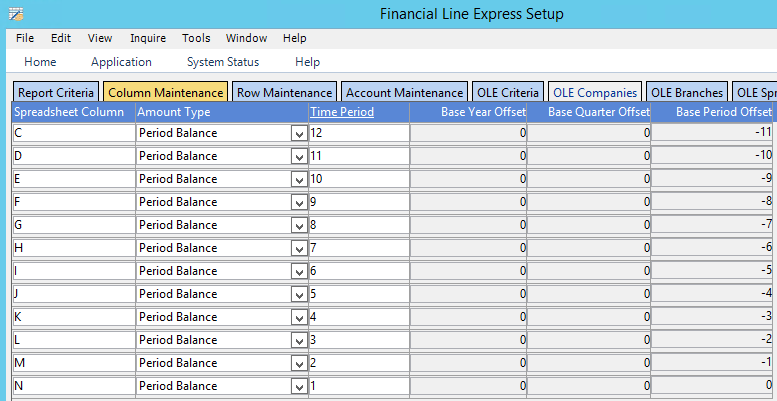 Financial Line Express Setup
File Edit View Inquire Tools Window Help
Home Application System Status Help
Report Criteria Column Maintenance Row Maintenance Account Maintenance OLE Criteria OLE Companies OLE Branches OLE Spr
Spreadsheet Column Amount Type Time Period Base Year Offset Base Quarter Offset Base Period Offset
C Period Balance 12 0 0 -11
D Period Balance 11 0 0 -10
E Period Balance 10 0 0 -9
F Period Balance 9 0 0 -8
G Period Balance 8 0 0 -7
H Period Balance 7 0 0 -6
I Period Balance 6 0 0 -5
J Period Balance 5 0 0 -4
K Period Balance 4 0 0 -3
L Period Balance 3 0 0 -2
M Period Balance 2 0 0 -1
N Period Balance 1 0 0 0